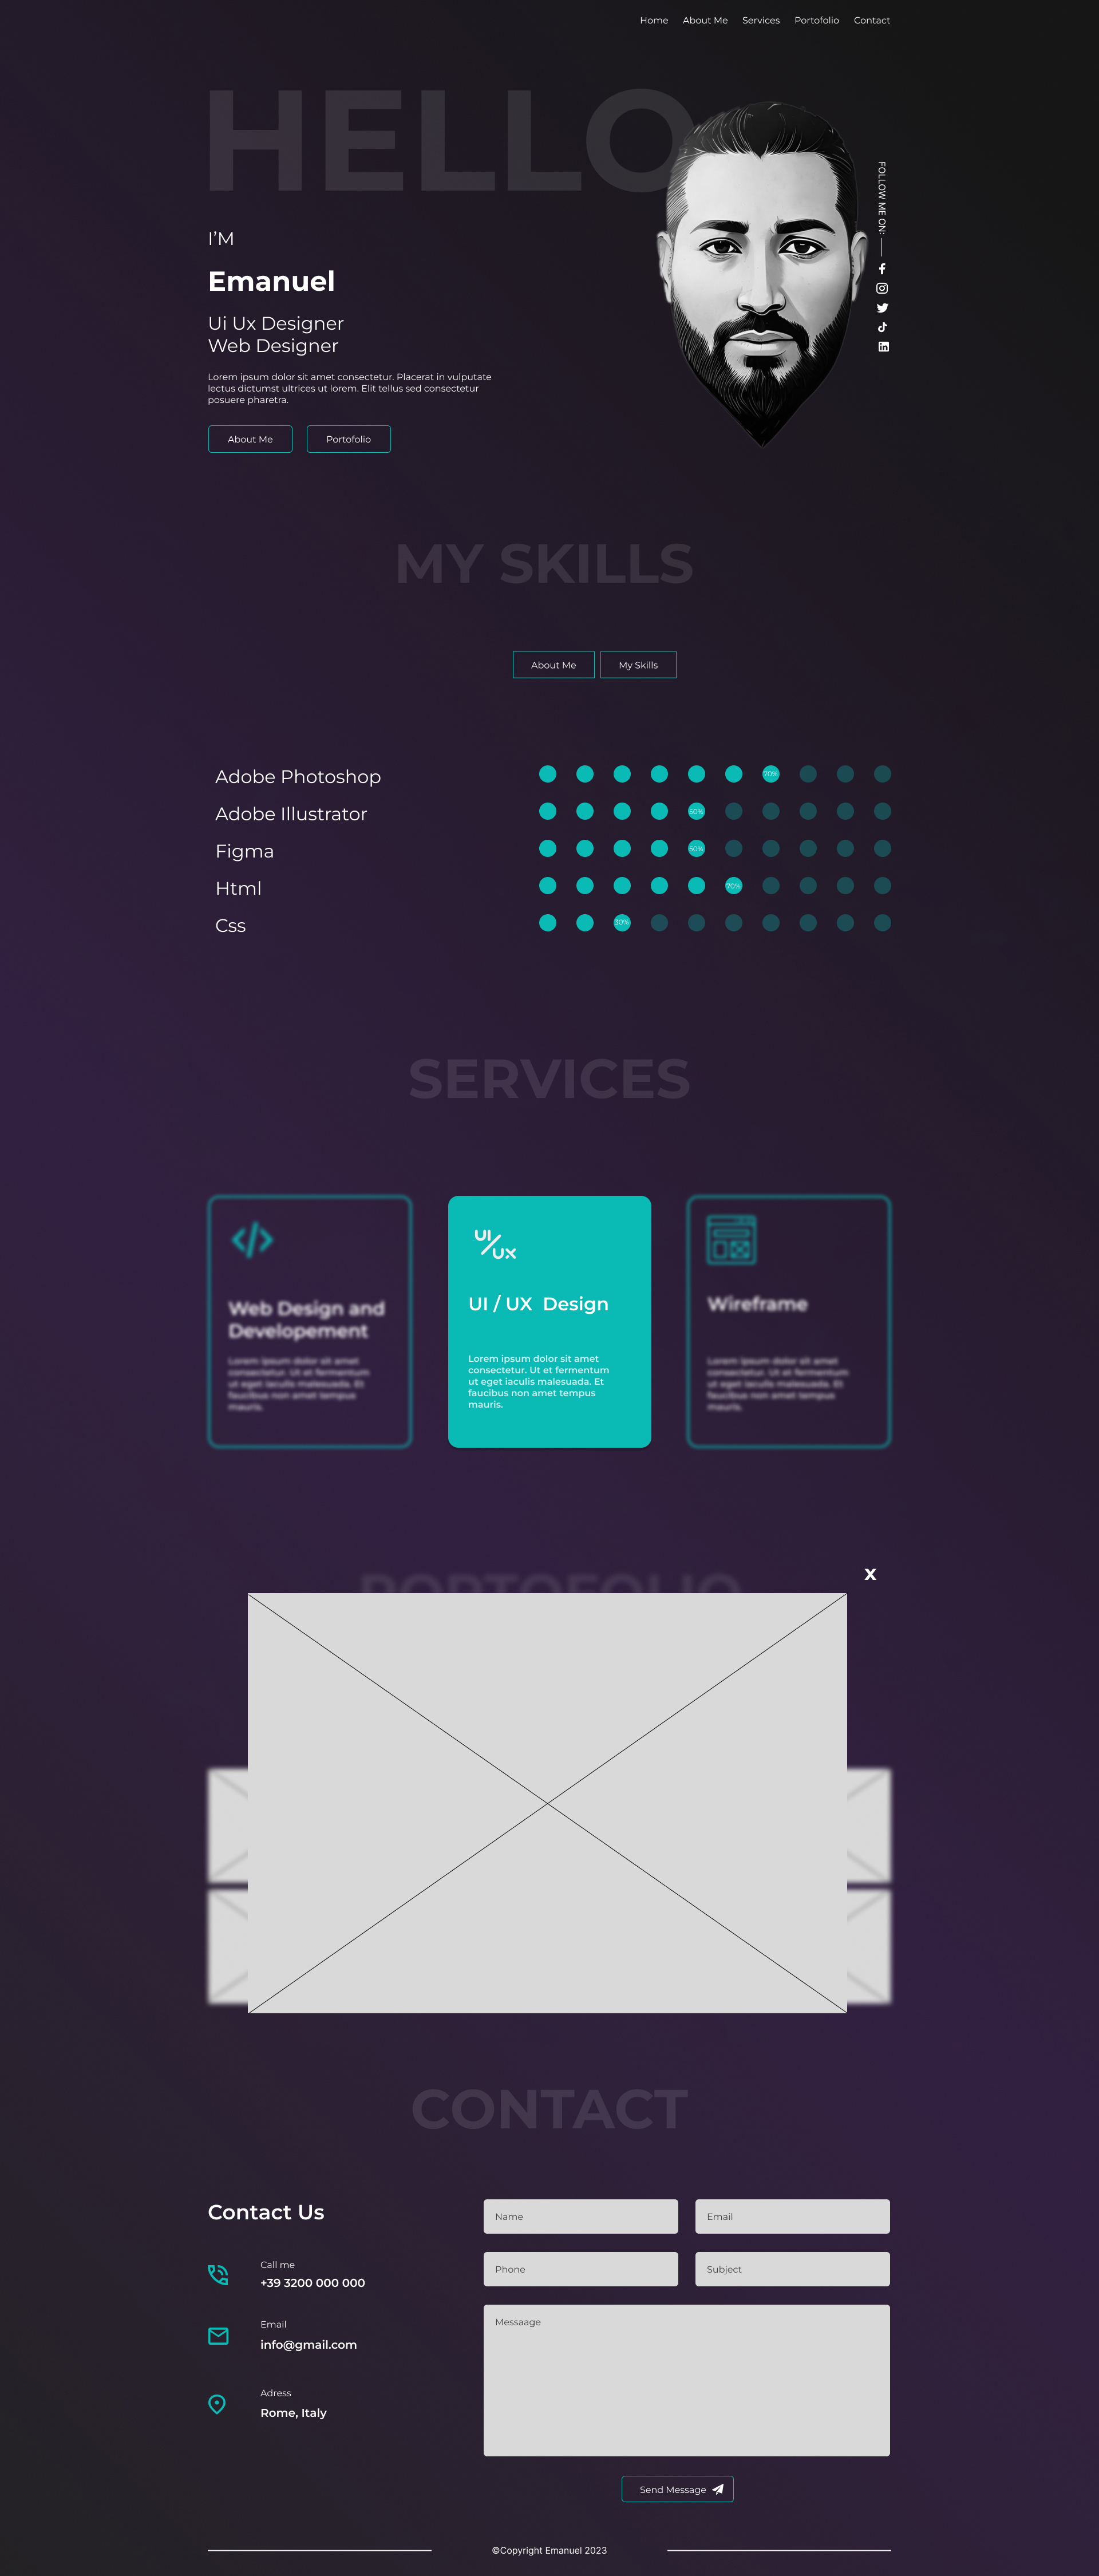 Home About Me Services Portofolio Contact
HELLO
FOLLOW ME ON:
I'M
Emanuel
Ui Ux Designer
Web Designer
Lorem ipsum dolor sit amet consectetur. Placerat in vulputate
lectus dictumst ultrices ut lorem. Elit tellus sed consectetur
posuere pharetra.
About Me Portofolio
MY SKILLS
About Me My Skills
Adobe Photoshop 70%
Adobe Illustrator 50%
Figma 50%
Html 70%
Css 30%
SERVICES
Web Design and
Developement
Lorem ipsum dolor sit amet
consectetur. Ut et fermentum
ut eget iaculis malesuada. Et
faucibus non amet tempus
mauris.
UI/UX
UI / UX Design
Lorem ipsum dolor sit amet
consectetur. Ut et fermentum
ut eget iaculis malesuada. Et
faucibus non amet tempus
mauris.
Wireframe
Lorem ipsum dolor sit amet
consectetur. Ut et fermentum
ut eget iaculis malesuada. Et
faucibus non amet tempus
mauris.
PORTOFOLIO
X
CONTACT
Contact Us
Call me
+39 3200 000 000
Email
info@gmail.com
Adress
Rome, Italy
Name Email
Phone Subject
Messaage
Send Message
©Copyright Emanuel 2023